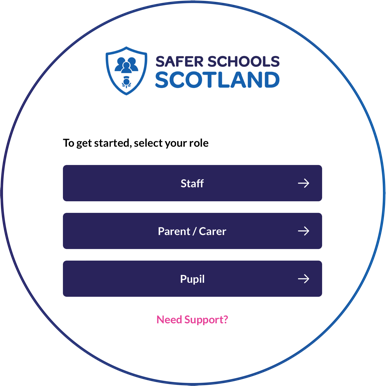 SAFER SCHOOLS
SCOTLAND
To get started, select your role
Staff
Parent / Carer
Pupil
Need Support?